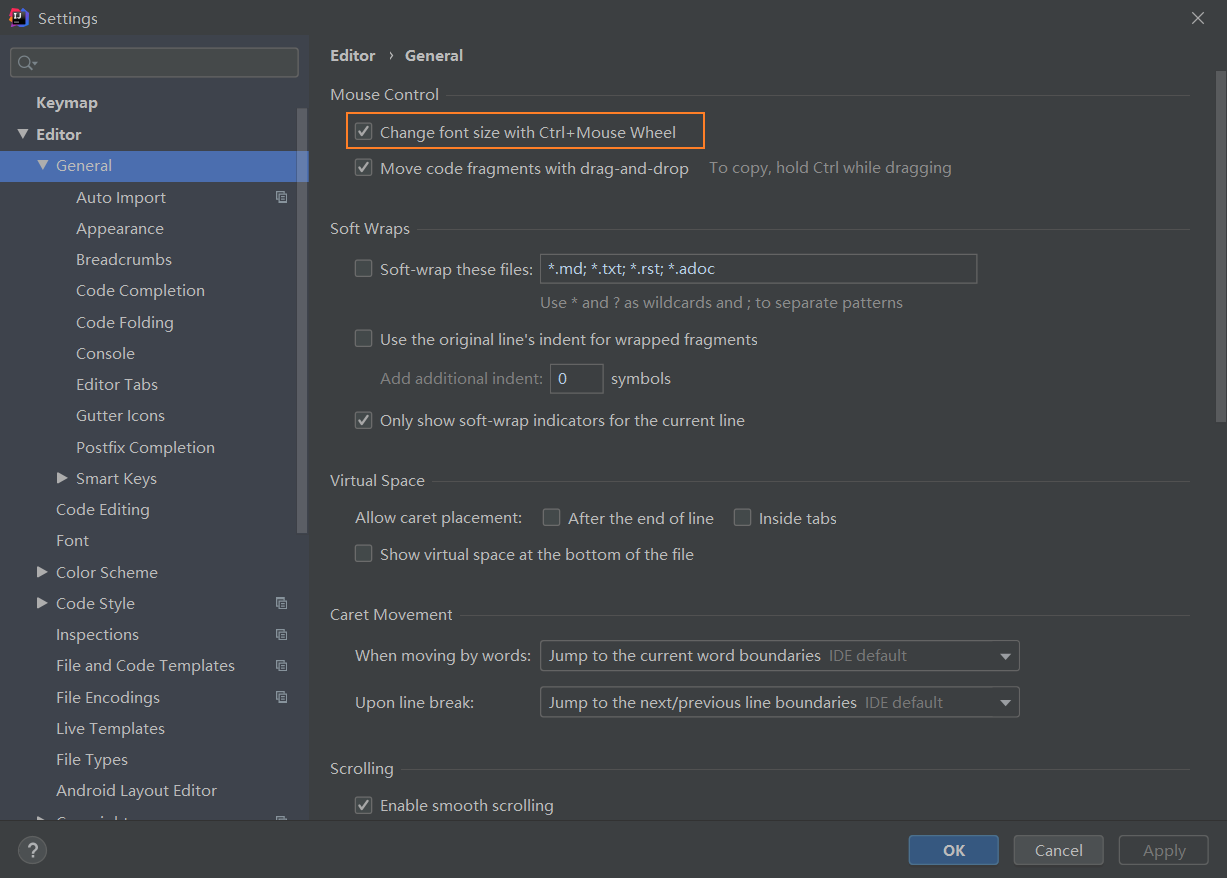 Settings
Keymap
Editor
General
Auto Import
Appearance
Breadcrumbs
Code Completion
Code Folding
Console
Editor Tabs
Gutter Icons
Postfix Completion
Smart Keys
Code Editing
Font
Color Scheme
Code Style
Inspections
File and Code Templates
File Encodings
Live Templates
File Types
Android Layout Editor
Editor › General
Mouse Control
Change font size with Ctrl+Mouse Wheel
Move code fragments with drag-and-drop To copy, hold Ctrl while dragging
Soft Wraps
Soft-wrap these files: *.md; *.txt; *.rst; *.adoc
Use * and ? as wildcards and ; to separate patterns
Use the original line's indent for wrapped fragments
Add additional indent: 0 symbols
Only show soft-wrap indicators for the current line
Virtual Space
Allow caret placement: After the end of line Inside tabs
Show virtual space at the bottom of the file
Caret Movement
When moving by words: Jump to the current word boundaries IDE default
Upon line break: Jump to the next/previous line boundaries IDE default
Scrolling
Enable smooth scrolling
? OK Cancel Apply